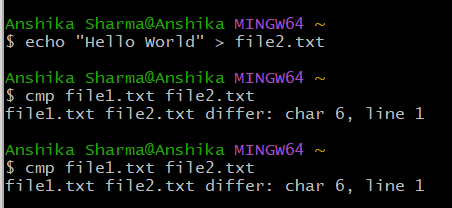 Anshika Sharma@Anshika MINGW64 ~
$ echo "Hello World" > file2.txt
Anshika Sharma@Anshika MINGW64 ~
$ cmp file1.txt file2.txt
file1.txt file2.txt differ: char 6, line 1
Anshika Sharma@Anshika MINGW64 ~
$ cmp file1.txt file2.txt
file1.txt file2.txt differ: char 6, line 1